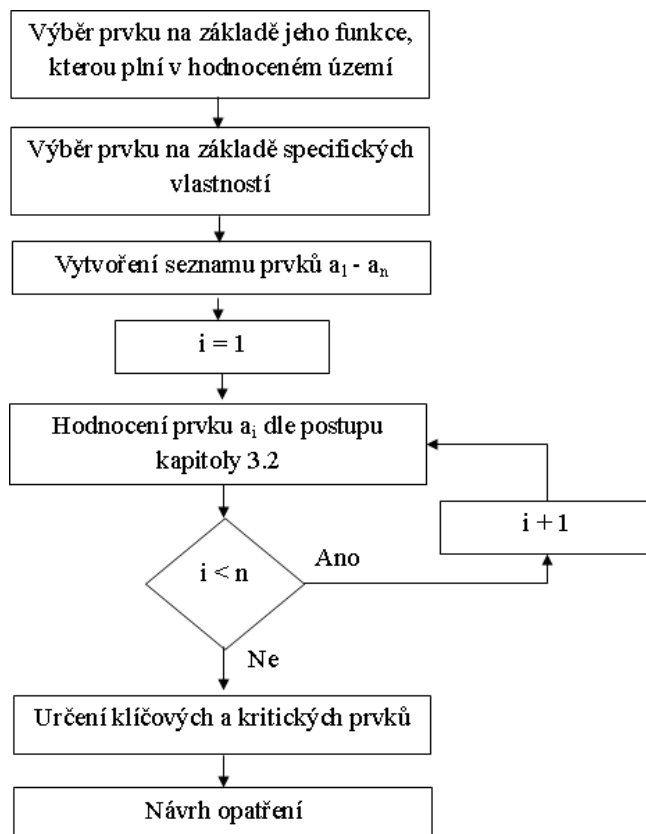 Výběr prvku na základě jeho funkce,
kterou plní v hodnoceném území
Výběr prvku na základě specifických
vlastností
Vytvoření seznamu prvků a₁ - aₙ
i = 1
Hodnocení prvku aᵢ dle postupu
kapitoly 3.2
i + 1
i < n
Ano
Ne
Určení klíčových a kritických prvků
Návrh opatření